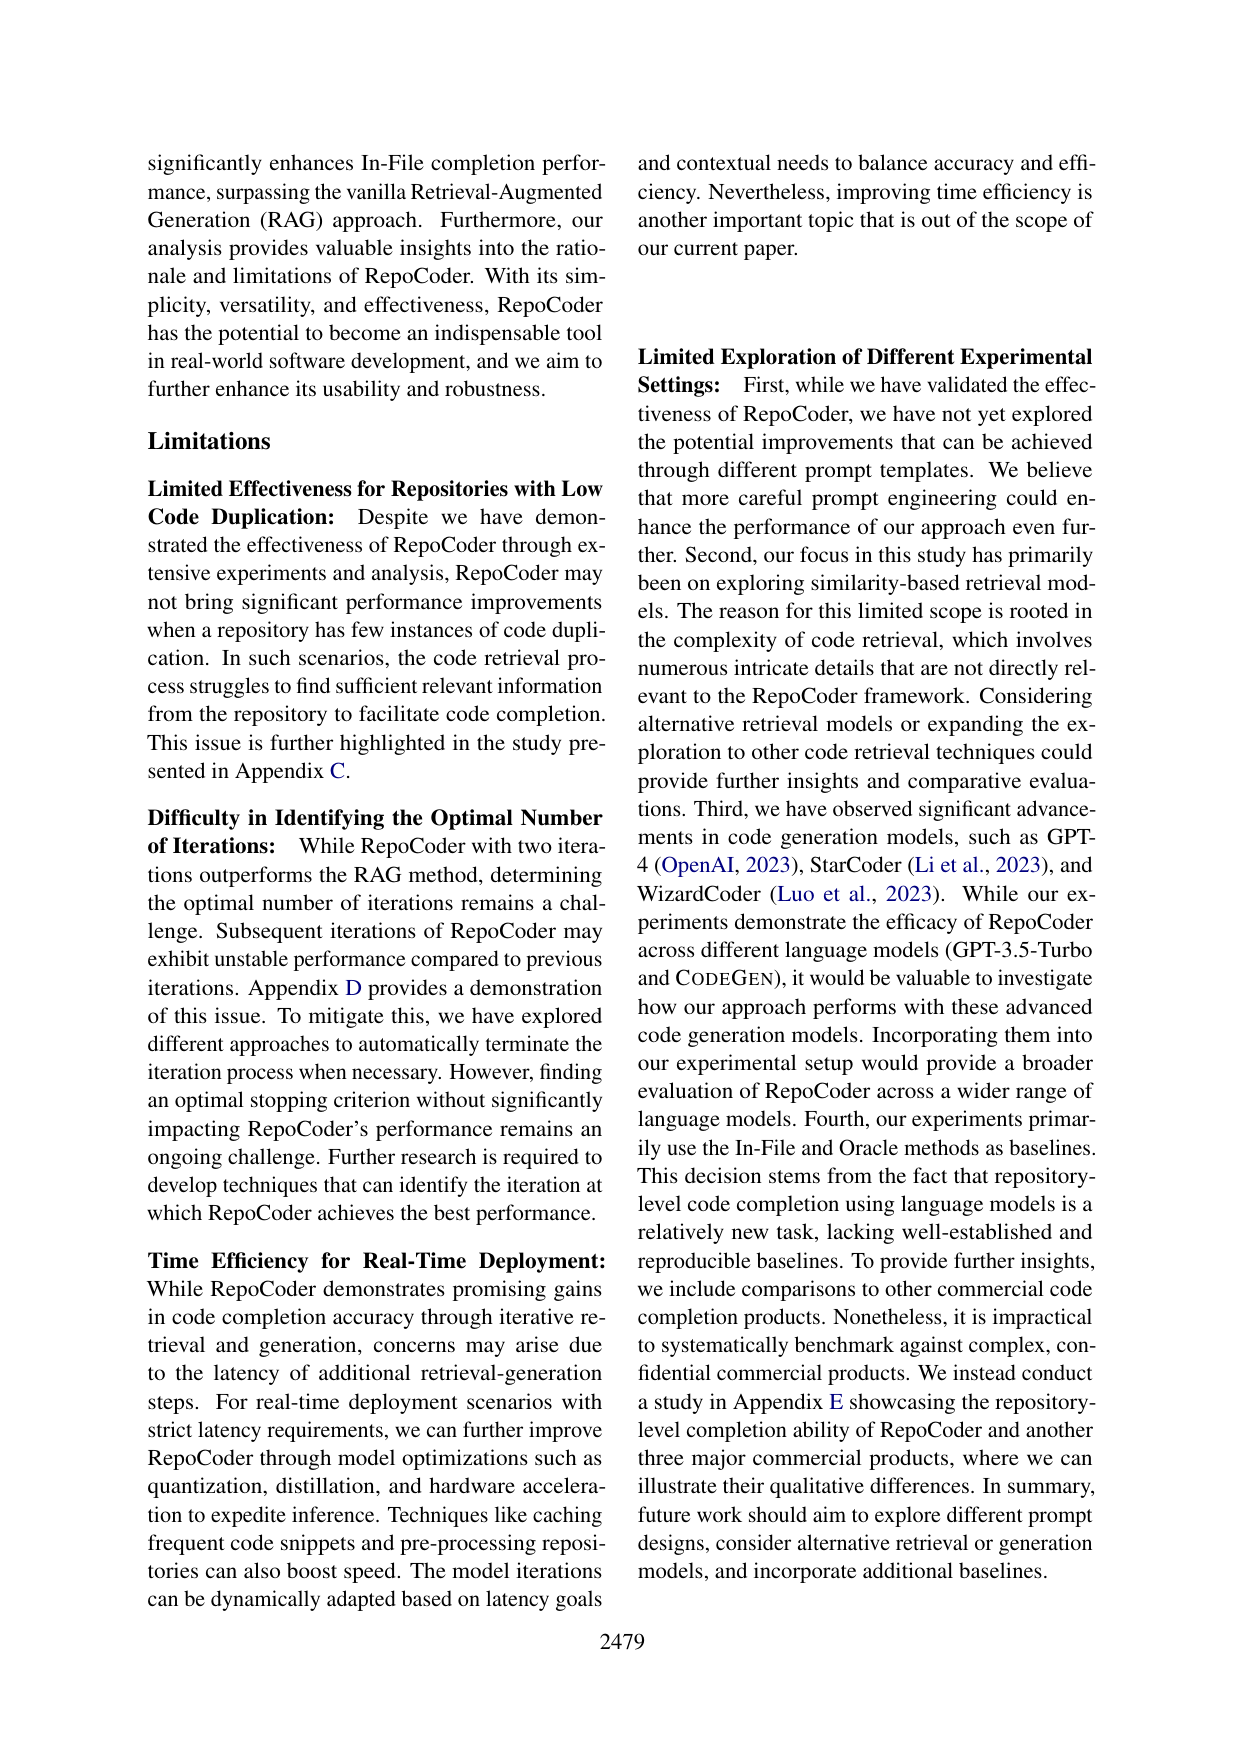 significantly enhances In-File completion perfor-
mance, surpassing the vanilla Retrieval-Augmented
Generation (RAG) approach. Furthermore, our
analysis provides valuable insights into the ratio-
nale and limitations of RepoCoder. With its sim-
plicity, versatility, and effectiveness, RepoCoder
has the potential to become an indispensable tool
in real-world software development, and we aim to
further enhance its usability and robustness.
Limitations
Limited Effectiveness for Repositories with Low
Code Duplication: Despite we have demon-
strated the effectiveness of RepoCoder through ex-
tensive experiments and analysis, RepoCoder may
not bring significant performance improvements
when a repository has few instances of code dupli-
cation. In such scenarios, the code retrieval pro-
cess struggles to find sufficient relevant information
from the repository to facilitate code completion.
This issue is further highlighted in the study pre-
sented in Appendix C.
Difficulty in Identifying the Optimal Number
of Iterations: While RepoCoder with two itera-
tions outperforms the RAG method, determining
the optimal number of iterations remains a chal-
lenge. Subsequent iterations of RepoCoder may
exhibit unstable performance compared to previous
iterations. Appendix D provides a demonstration
of this issue. To mitigate this, we have explored
different approaches to automatically terminate the
iteration process when necessary. However, finding
an optimal stopping criterion without significantly
impacting RepoCoder's performance remains an
ongoing challenge. Further research is required to
develop techniques that can identify the iteration at
which RepoCoder achieves the best performance.
Time Efficiency for Real-Time Deployment:
While RepoCoder demonstrates promising gains
in code completion accuracy through iterative re-
trieval and generation, concerns may arise due
to the latency of additional retrieval-generation
steps. For real-time deployment scenarios with
strict latency requirements, we can further improve
RepoCoder through model optimizations such as
quantization, distillation, and hardware accelera-
tion to expedite inference. Techniques like caching
frequent code snippets and pre-processing reposi-
tories can also boost speed. The model iterations
can be dynamically adapted based on latency goals
and contextual needs to balance accuracy and effi-
ciency. Nevertheless, improving time efficiency is
another important topic that is out of the scope of
our current paper.
Limited Exploration of Different Experimental
Settings: First, while we have validated the effec-
tiveness of RepoCoder, we have not yet explored
the potential improvements that can be achieved
through different prompt templates. We believe
that more careful prompt engineering could en-
hance the performance of our approach even fur-
ther. Second, our focus in this study has primarily
been on exploring similarity-based retrieval mod-
els. The reason for this limited scope is rooted in
the complexity of code retrieval, which involves
numerous intricate details that are not directly rel-
evant to the RepoCoder framework. Considering
alternative retrieval models or expanding the ex-
ploration to other code retrieval techniques could
provide further insights and comparative evalua-
tions. Third, we have observed significant advance-
ments in code generation models, such as GPT-
4 (OpenAI, 2023), StarCoder (Li et al., 2023), and
WizardCoder (Luo et al., 2023). While our ex-
periments demonstrate the efficacy of RepoCoder
across different language models (GPT-3.5-Turbo
and CODEGEN), it would be valuable to investigate
how our approach performs with these advanced
code generation models. Incorporating them into
our experimental setup would provide a broader
evaluation of RepoCoder across a wider range of
language models. Fourth, our experiments primar-
ily use the In-File and Oracle methods as baselines.
This decision stems from the fact that repository-
level code completion using language models is a
relatively new task, lacking well-established and
reproducible baselines. To provide further insights,
we include comparisons to other commercial code
completion products. Nonetheless, it is impractical
to systematically benchmark against complex, con-
fidential commercial products. We instead conduct
a study in Appendix E showcasing the repository-
level completion ability of RepoCoder and another
three major commercial products, where we can
illustrate their qualitative differences. In summary,
future work should aim to explore different prompt
designs, consider alternative retrieval or generation
models, and incorporate additional baselines.
2479